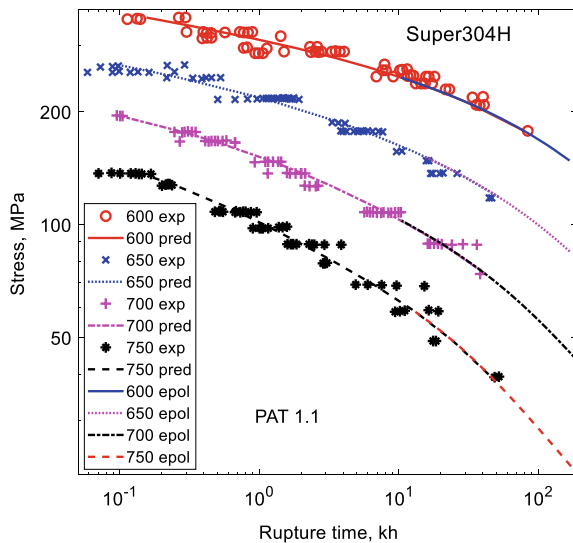 Super304H
200
100
50
Stress, MPa
600 exp
600 pred
650 exp
650 pred
700 exp
700 pred
750 exp
750 pred
600 epol
650 epol
700 epol
750 epol
PAT 1.1
10-1 100 101 102
Rupture time, kh